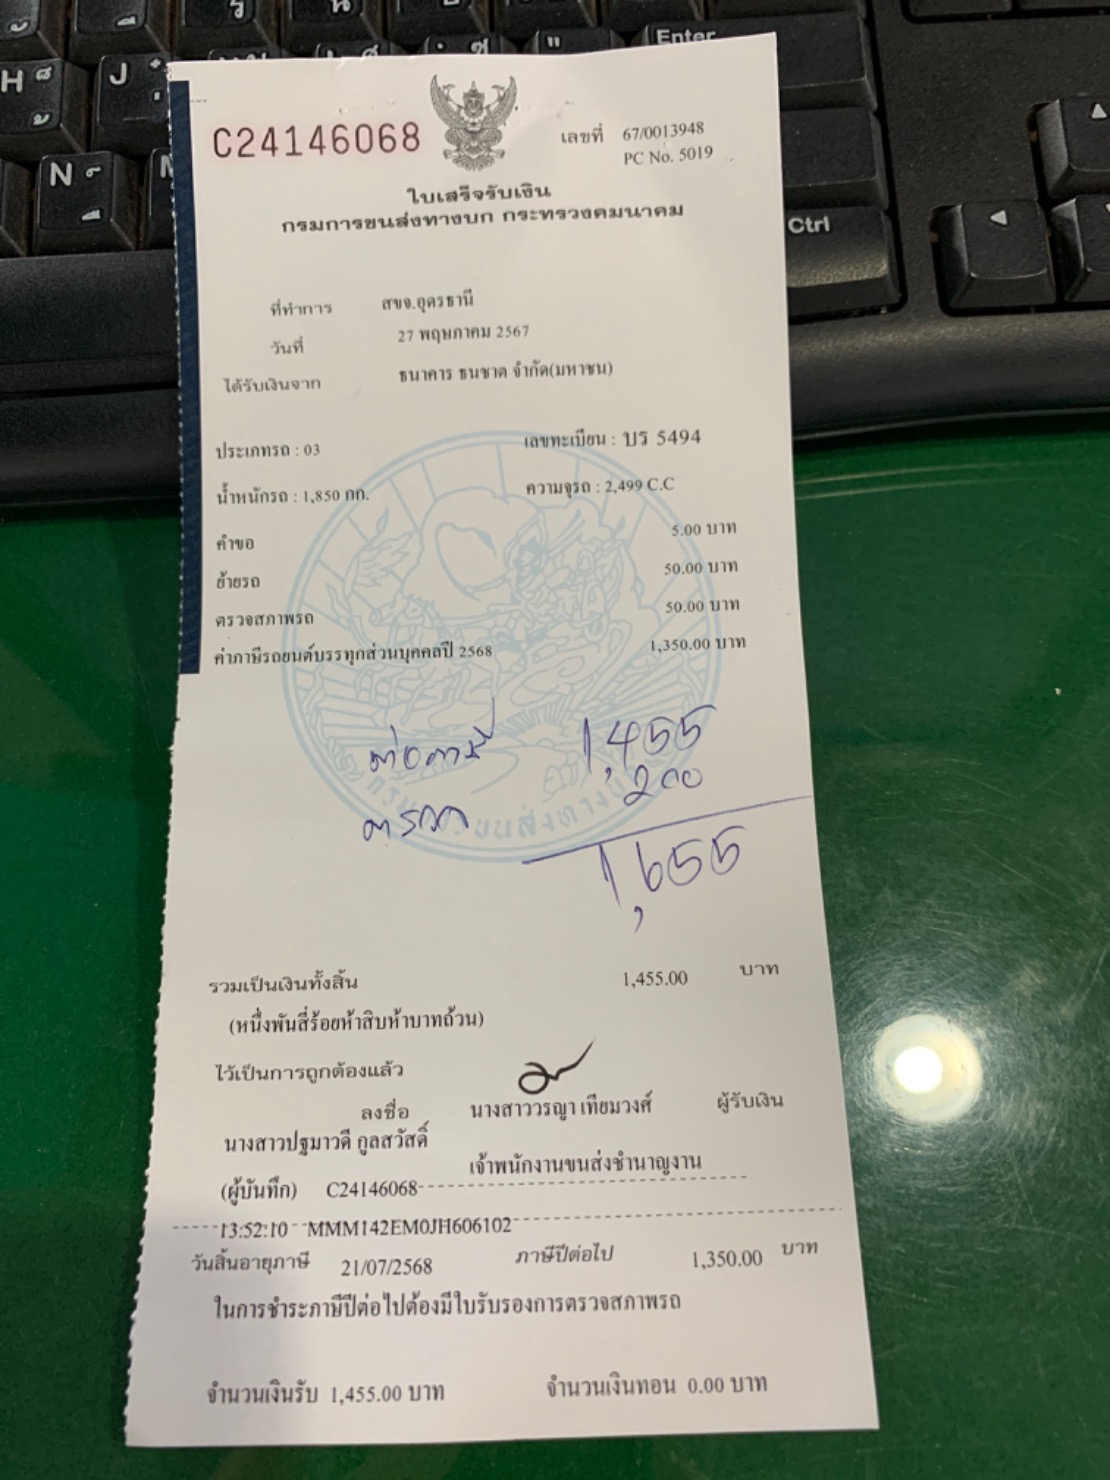 C24146068
เลขที่ 67/0013948
PC No. 5019
ใบเสร็จรับเงิน
กรมการขนส่งทางบก กระทรวงคมนาคม
ที่ทำการ สขจ.อุดรธานี
วันที่ 27 พฤษภาคม 2567
ได้รับเงินจาก ธนาคาร ธนชาต จำกัด(มหาชน)
ประเภทรถ : 03 เลขทะเบียน : บร 5494
น้ำหนักรถ : 1,850 กก. ความจุรถ : 2,499 C.C
คำขอ 5.00 บาท
ย้ายรถ 50.00 บาท
ตรวจสภาพรถ 50.00 บาท
ค่าภาษีรถยนต์บรรทุกส่วนบุคคลปี 2568 1,350.00 บาท
ต่อภาษี 1,455
ตรวจ 200
1,655
รวมเป็นเงินทั้งสิ้น 1,455.00 บาท
(หนึ่งพันสี่ร้อยห้าสิบห้าบาทถ้วน)
ไว้เป็นการถูกต้องแล้ว
ลงชื่อ นางสาววรญา เทียมวงศ์ ผู้รับเงิน
นางสาวปฐมาวดี กูลสวัสดิ์
เจ้าพนักงานขนส่งชำนาญงาน
(ผู้บันทึก) C24146068
13:52:10 MMM142EM0JH606102
วันสิ้นอายุภาษี 21/07/2568 ภาษีปีต่อไป 1,350.00 บาท
ในการชำระภาษีปีต่อไปต้องมีใบรับรองการตรวจสภาพรถ
จำนวนเงินรับ 1,455.00 บาท จำนวนเงินทอน 0.00 บาท
Enter
Ctrl
H
J
N